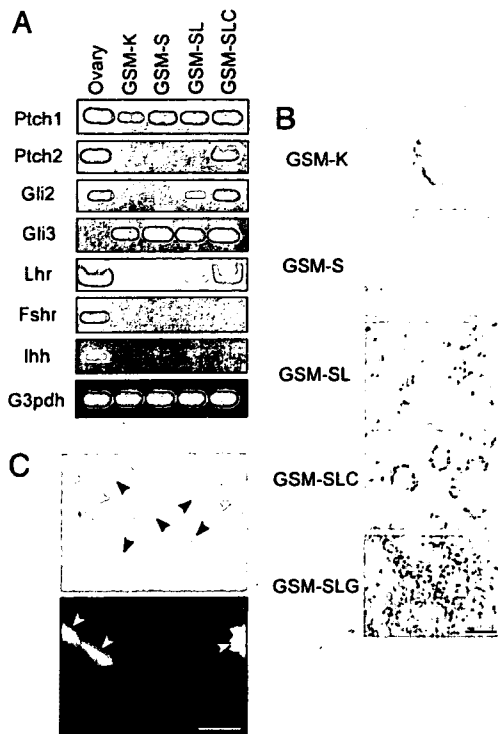 A
Ovary
GSM-K
GSM-S
GSM-SL
GSM-SLC
Ptch1
Ptch2
Gli2
Gli3
Lhr
Fshr
Ihh
G3pdh
B
GSM-K
GSM-S
GSM-SL
GSM-SLC
GSM-SLG
C